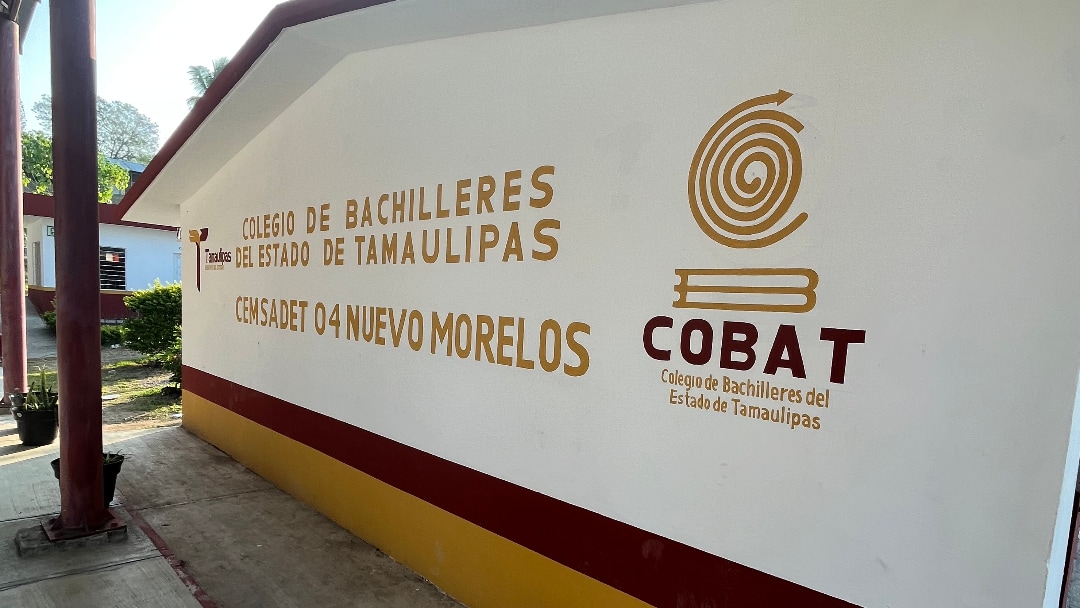 Tamaulipas
COLEGIO DE BACHILLERES
DEL ESTADO DE TAMAULIPAS
CEMSADET 04 NUEVO MORELOS
COBAT
Colegio de Bachilleres del
Estado de Tamaulipas